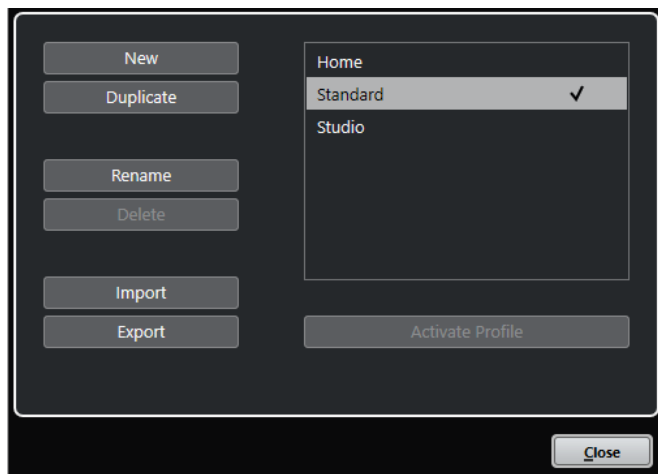 New
Duplicate
Rename
Delete
Import
Export
Home
Standard ✓
Studio
Activate Profile
Close